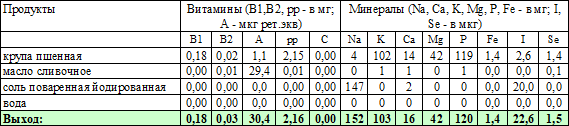 Продукты Витамины (В1,В2, рр - в мг; Минералы (Na, Ca, K, Mg, P, Fe - в мг; I,
А - мкг рет.экв) Se - в мкг)
В1 В2 А рр С Na K Ca Mg P Fe I Se
крупа пшенная 0,18 0,02 1,1 2,15 0,00 4 102 14 42 119 1,4 2,6 1,4
масло сливочное 0,00 0,01 29,4 0,01 0,00 0 1 1 0 1 0,0 0,0 0,1
соль поваренная йодированная 0,00 0,00 0,0 0,00 0,00 147 0 2 0 0 0,0 20,0 0,0
вода 0,00 0,00 0,0 0,00 0,00 0 0 0 0 0 0,0 0,0 0,0
Выход: 0,18 0,03 30,4 2,16 0,00 152 103 16 42 120 1,4 22,6 1,5